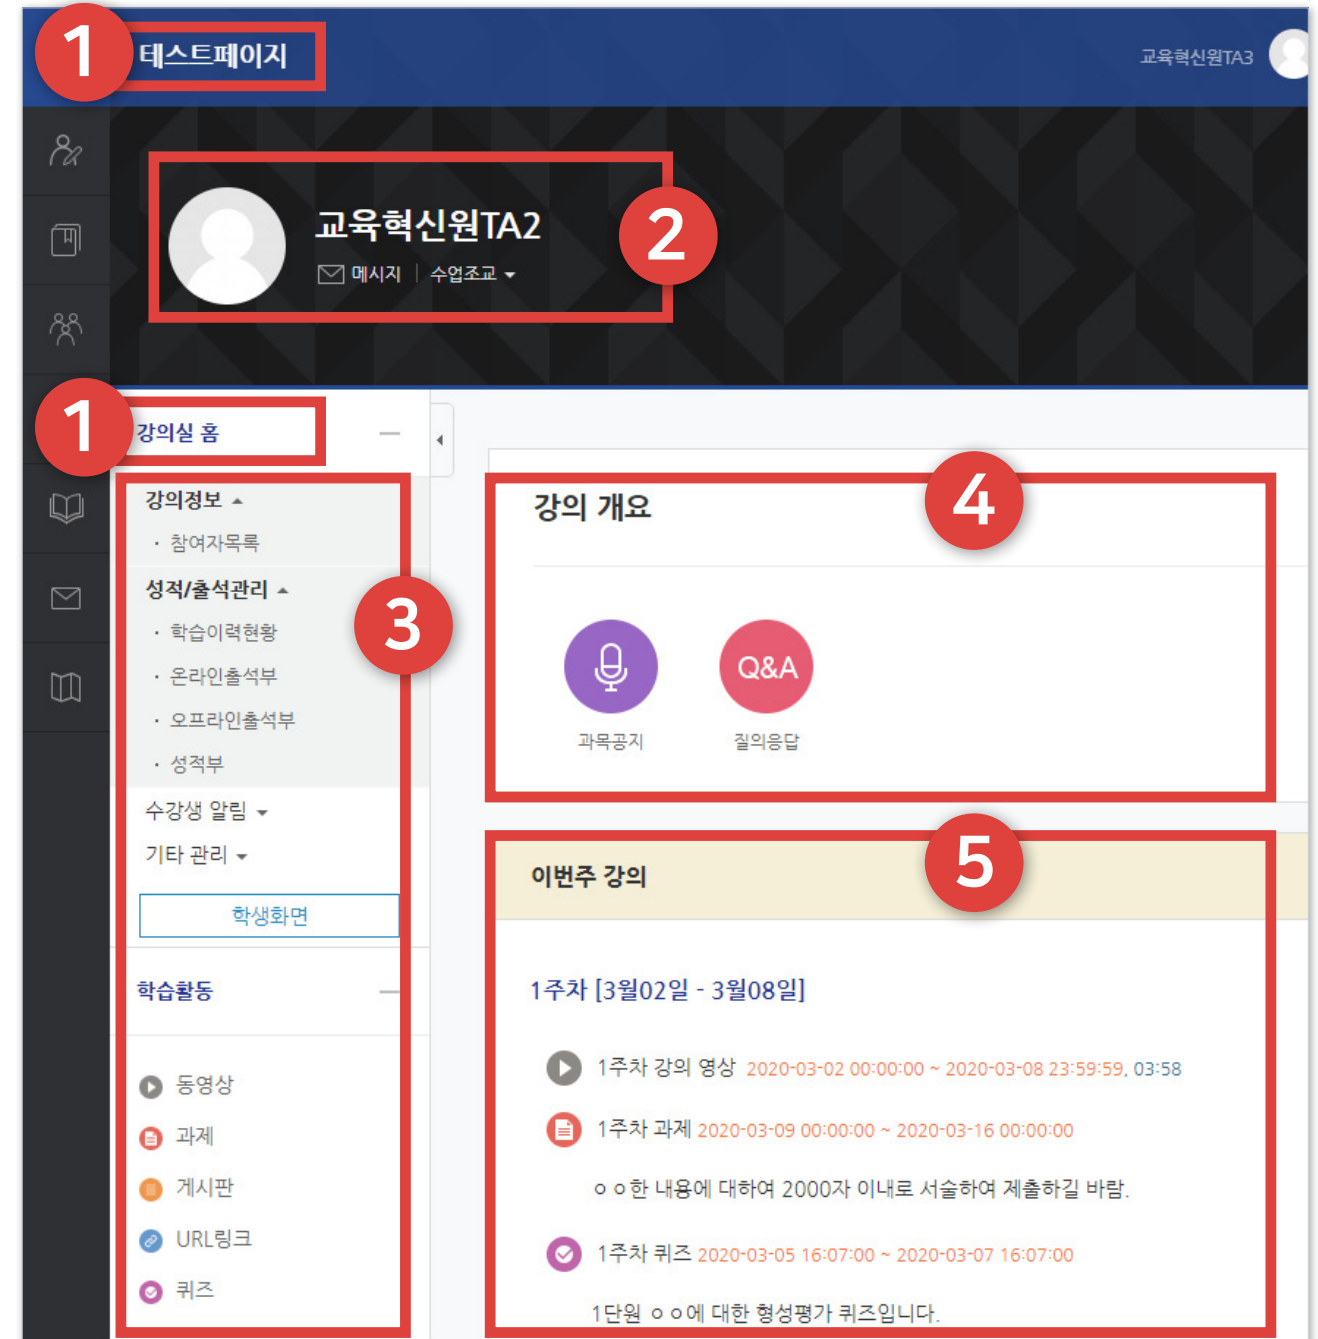 1
테스트페이지
교육혁신원TA3
교육혁신원TA2
메시지 | 수업조교
2
1
강의실 홈
강의정보
· 참여자목록
성적/출석관리
· 학습이력현황
· 온라인출석부
· 오프라인출석부
· 성적부
수강생 알림
기타 관리
학생화면
학습활동
동영상
과제
게시판
URL링크
퀴즈
3
강의 개요
4
Q&A
과목공지
질의응답
이번주 강의
5
1주차 [3월02일 - 3월08일]
1주차 강의 영상 2020-03-02 00:00:00 ~ 2020-03-08 23:59:59, 03:58
1주차 과제 2020-03-09 00:00:00 ~ 2020-03-16 00:00:00
ㅇㅇ한 내용에 대하여 2000자 이내로 서술하여 제출하길 바람.
1주차 퀴즈 2020-03-05 16:07:00 ~ 2020-03-07 16:07:00
1단원 ㅇㅇ에 대한 형성평가 퀴즈입니다.